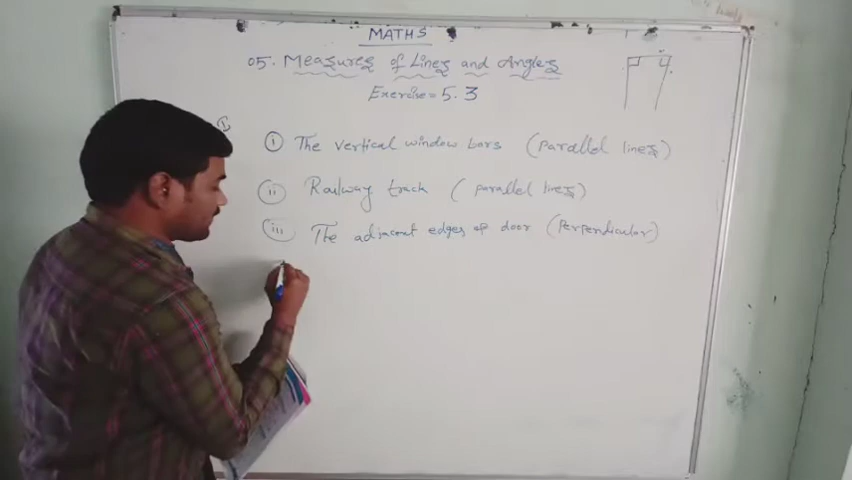 MATHS
05. Measures of Lines and Angles
Exercise = 5.3
i The vertical window bars (parallel lines)
ii Railway track (parallel lines)
iii The adjacent edges of door (Perpendicular)